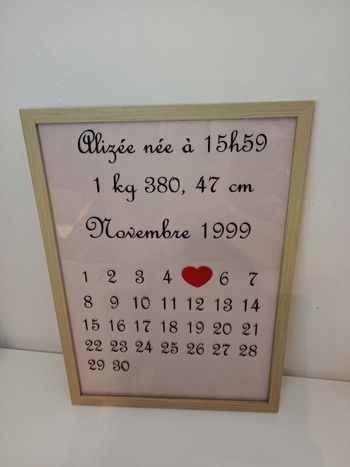 Alizée née à 15h59
1 kg 380, 47 cm
Novembre 1999
1 2 3 4 6 7
8 9 10 11 12 13 14
15 16 17 18 19 20 21
22 23 24 25 26 27 28
29 30